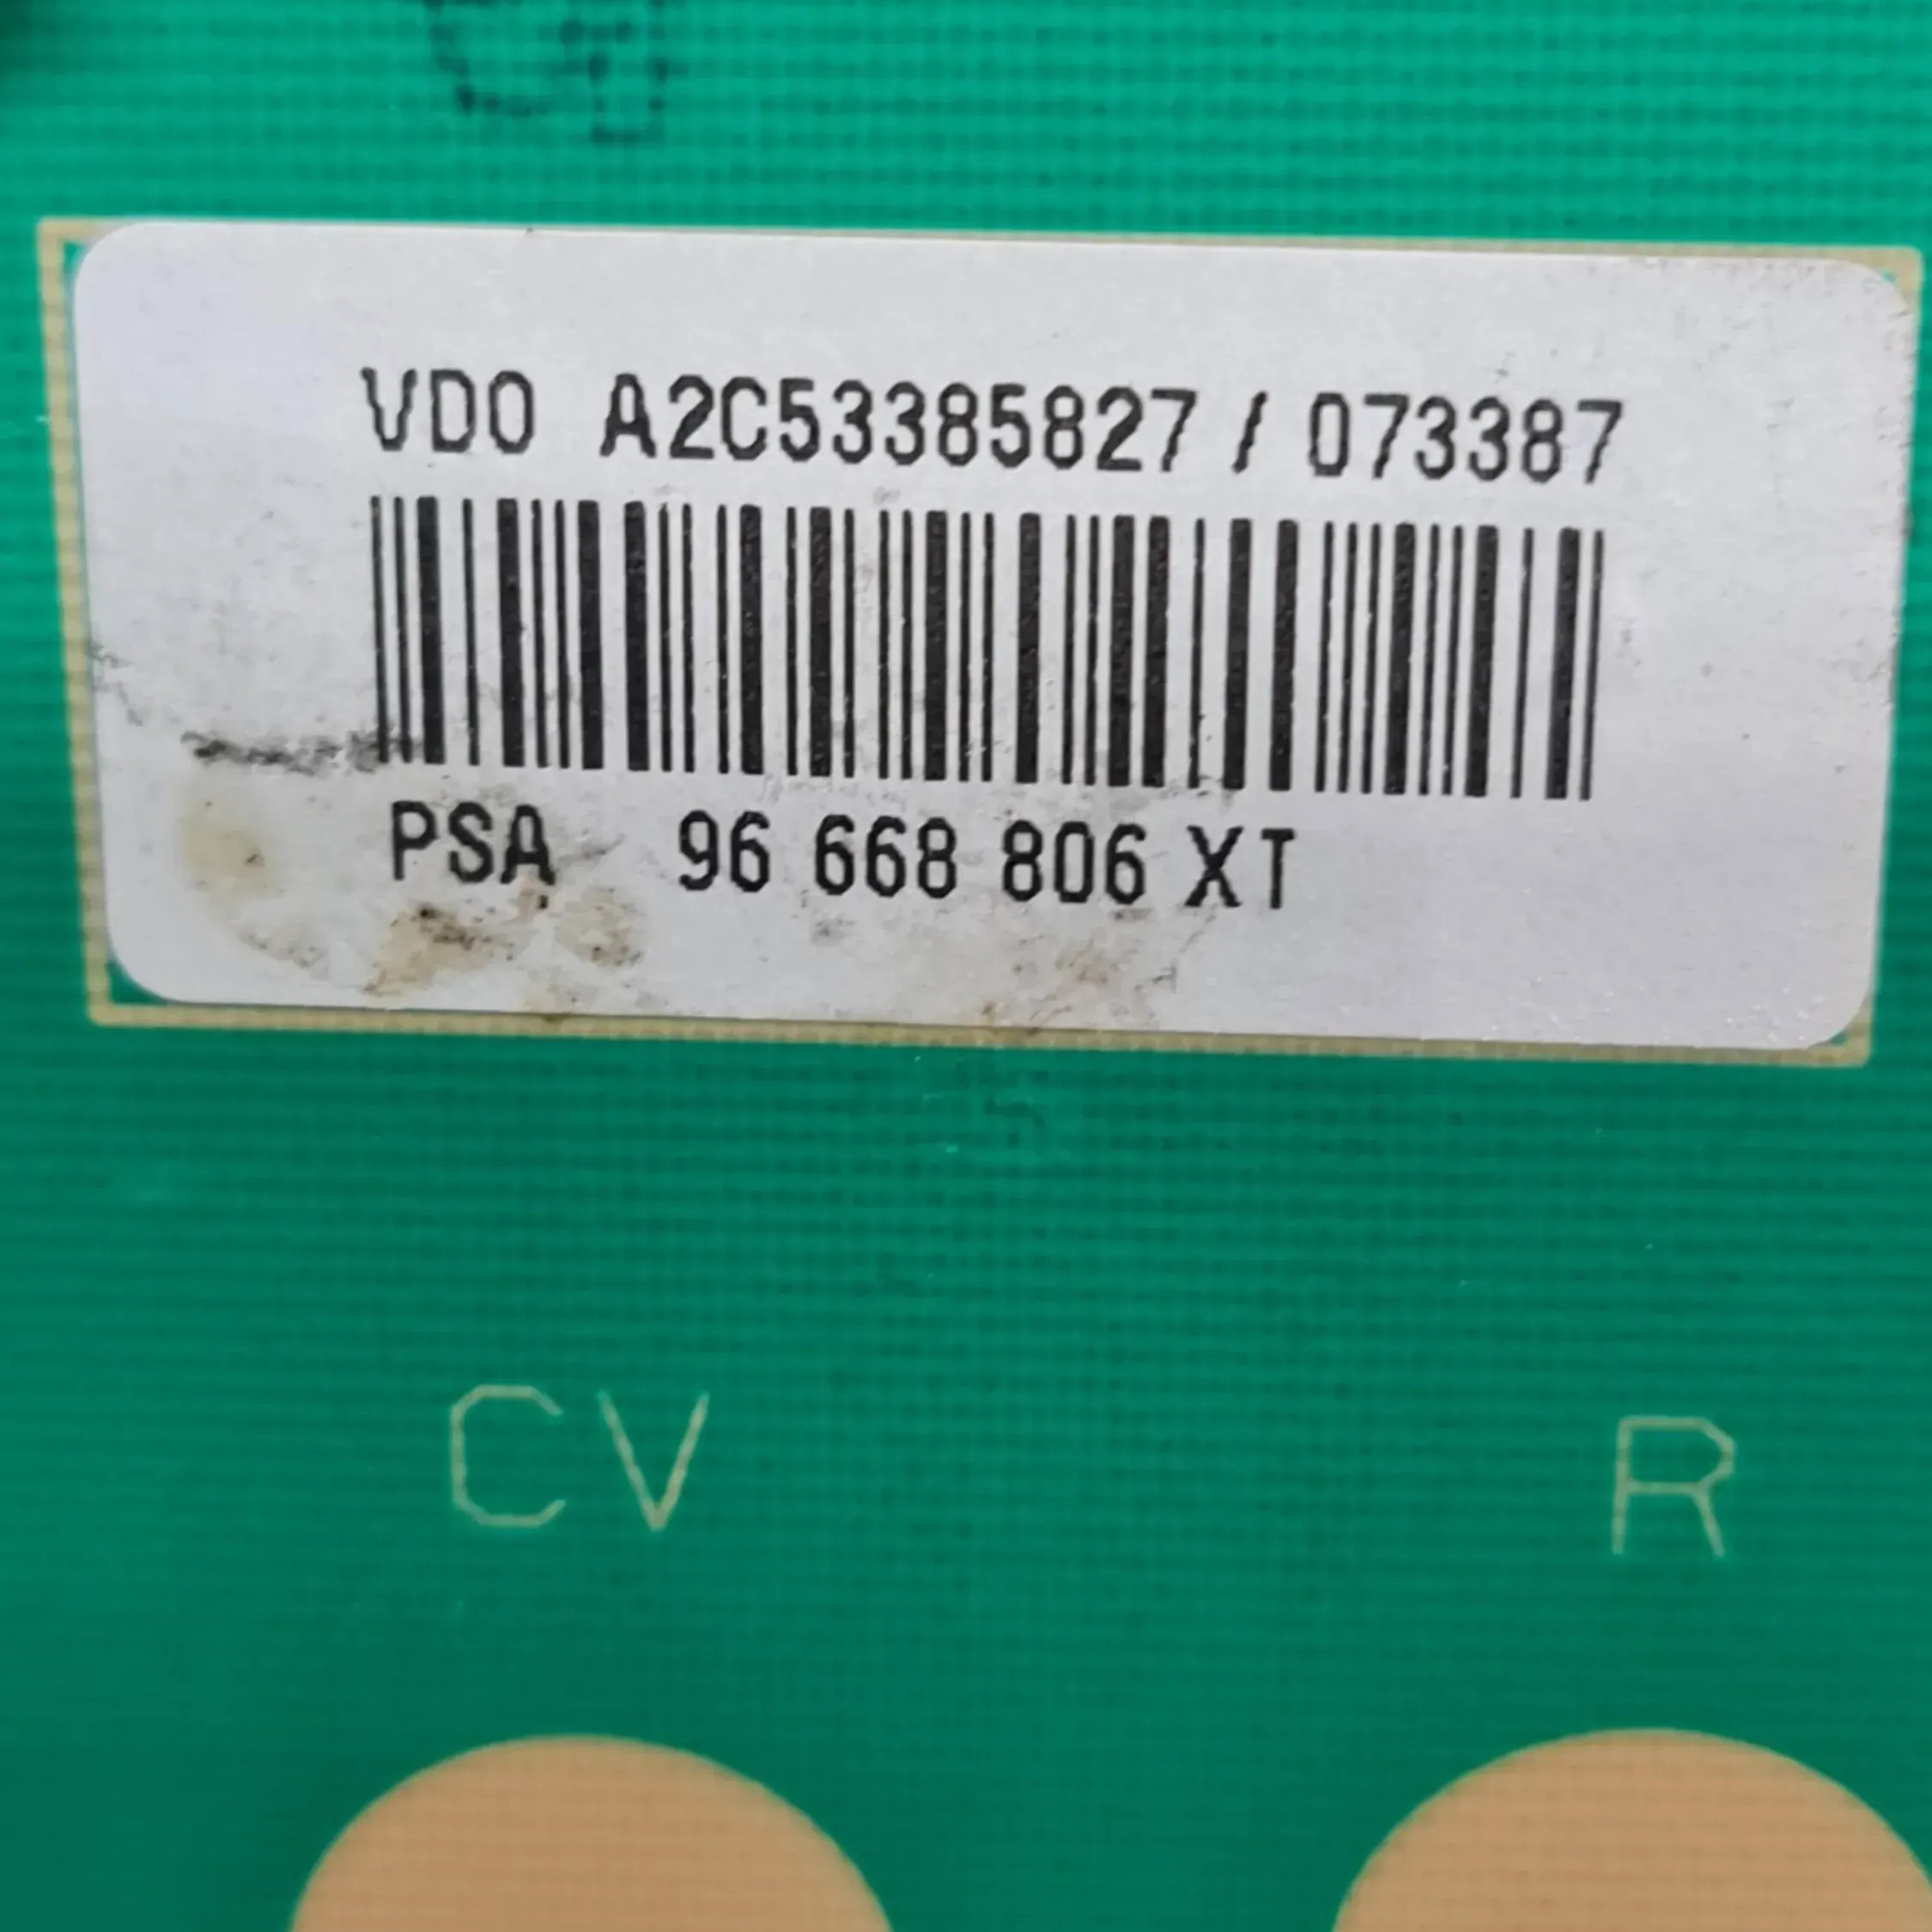 VDO A2C53385827 / 073387
PSA 96 668 806 XT
CV R